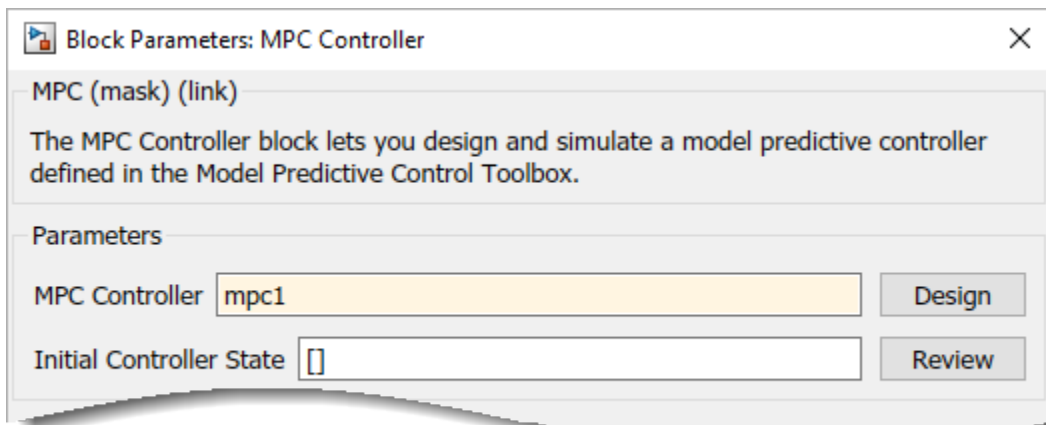 Block Parameters: MPC Controller
MPC (mask) (link)
The MPC Controller block lets you design and simulate a model predictive controller
defined in the Model Predictive Control Toolbox.
Parameters
MPC Controller mpc1 Design
Initial Controller State [] Review